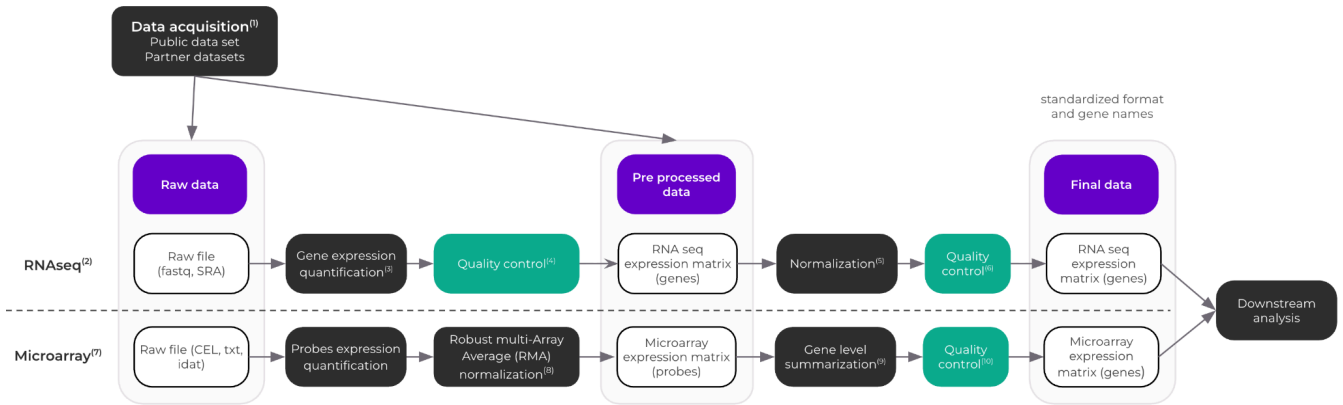 Data acquisition(1)
Public data set
Partner datasets
standardized format
and gene names
Raw data
Pre processed
data
Final data
RNAseq(2)
Raw file
(fastq, SRA)
Gene expression
quantification(3)
Quality control(4)
RNA seq
expression matrix
(genes)
Normalization(5)
Quality
control(6)
RNA seq
expression
matrix (genes)
Downstream
analysis
Microarray(7)
Raw file (CEL, txt,
idat)
Probes expression
quantification
Robust multi-Array
Average (RMA)
normalization(8)
Microarray
expression matrix
(probes)
Gene level
summarization(9)
Quality
control(10)
Microarray
expression
matrix (genes)